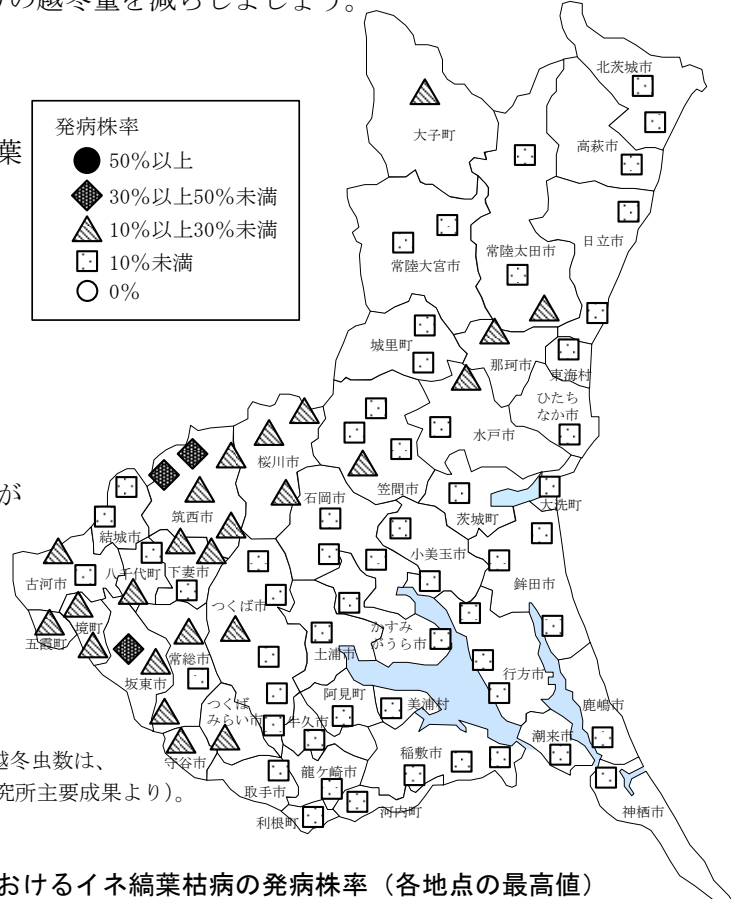 の越冬量を減らしましょう。
葉
発病株率
50%以上
30%以上50%未満
10%以上30%未満
10%未満
0%
北茨城市
大子町
高萩市
日立市
常陸太田市
常陸大宮市
城里町
那珂市
東海村
ひたち
なか市
水戸市
桜川市
笠間市
が
石岡市
茨城町
大洗町
筑西市
結城市
小美玉市
鉾田市
古河市
八千代町
下妻市
つくば市
五霞町
境町
かすみ
がうら市
土浦市
常総市
坂東市
行方市
阿見町
つくば
みらい市
牛久市
美浦村
鹿嶋市
潮来市
守谷市
稲敷市
越冬虫数は、
龍ケ崎市
取手市
究所主要成果より)。
河内町
利根町
神栖市
おけるイネ縞葉枯病の発病株率（各地点の最高値）